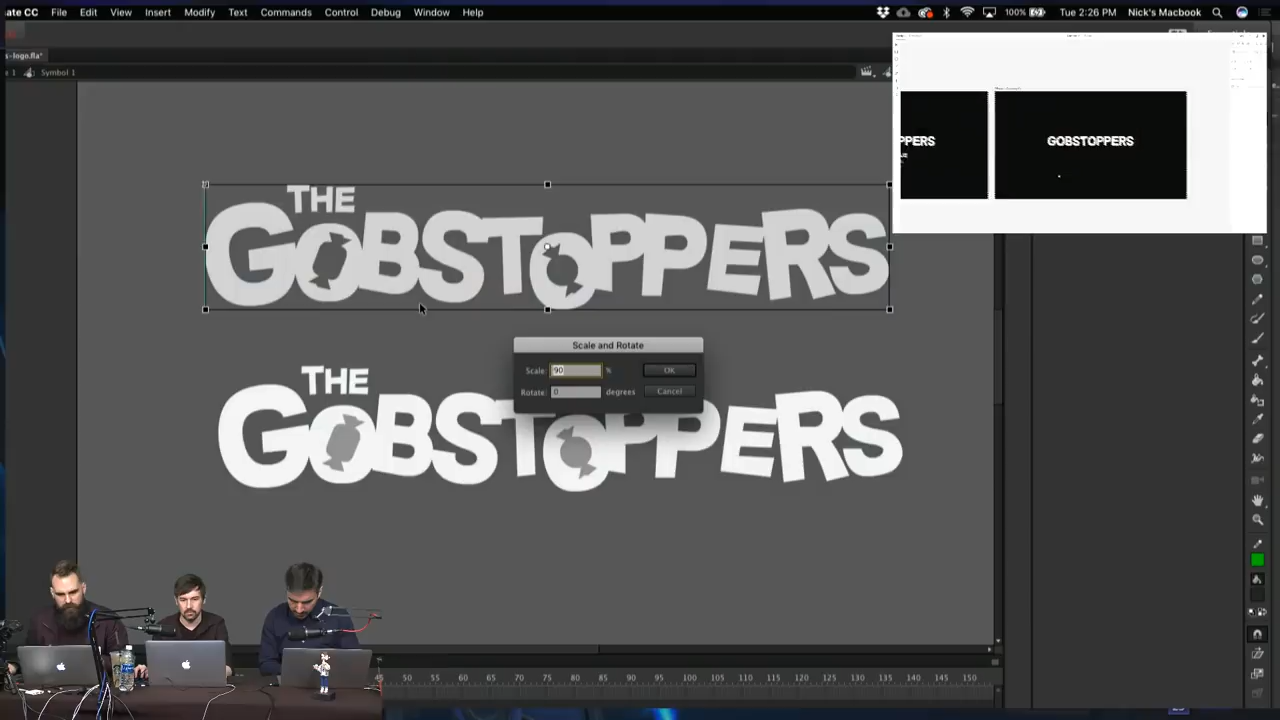 ate CC File Edit View Insert Modify Text Commands Control Debug Window Help 100% Tue 2:26 PM Nick's Macbook
s-logo.fla*
s 1 Symbol 1
PPERS
GOBSTOPPERS
THE
GOBSTOPPERS
Scale and Rotate
Scale: 90 % OK
Rotate: 0 degrees Cancel
THE
GOBSTOPPERS
45 50 55 60 65 70 75 80 85 90 95 100 105 110 115 120 125 130 135 140 145 150